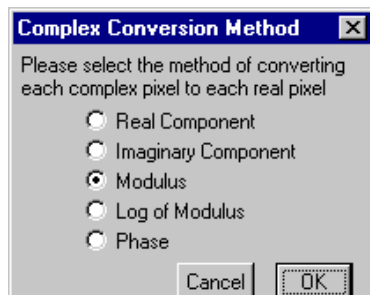 Complex Conversion Method
Please select the method of converting
each complex pixel to each real pixel
Real Component
Imaginary Component
Modulus
Log of Modulus
Phase
Cancel OK